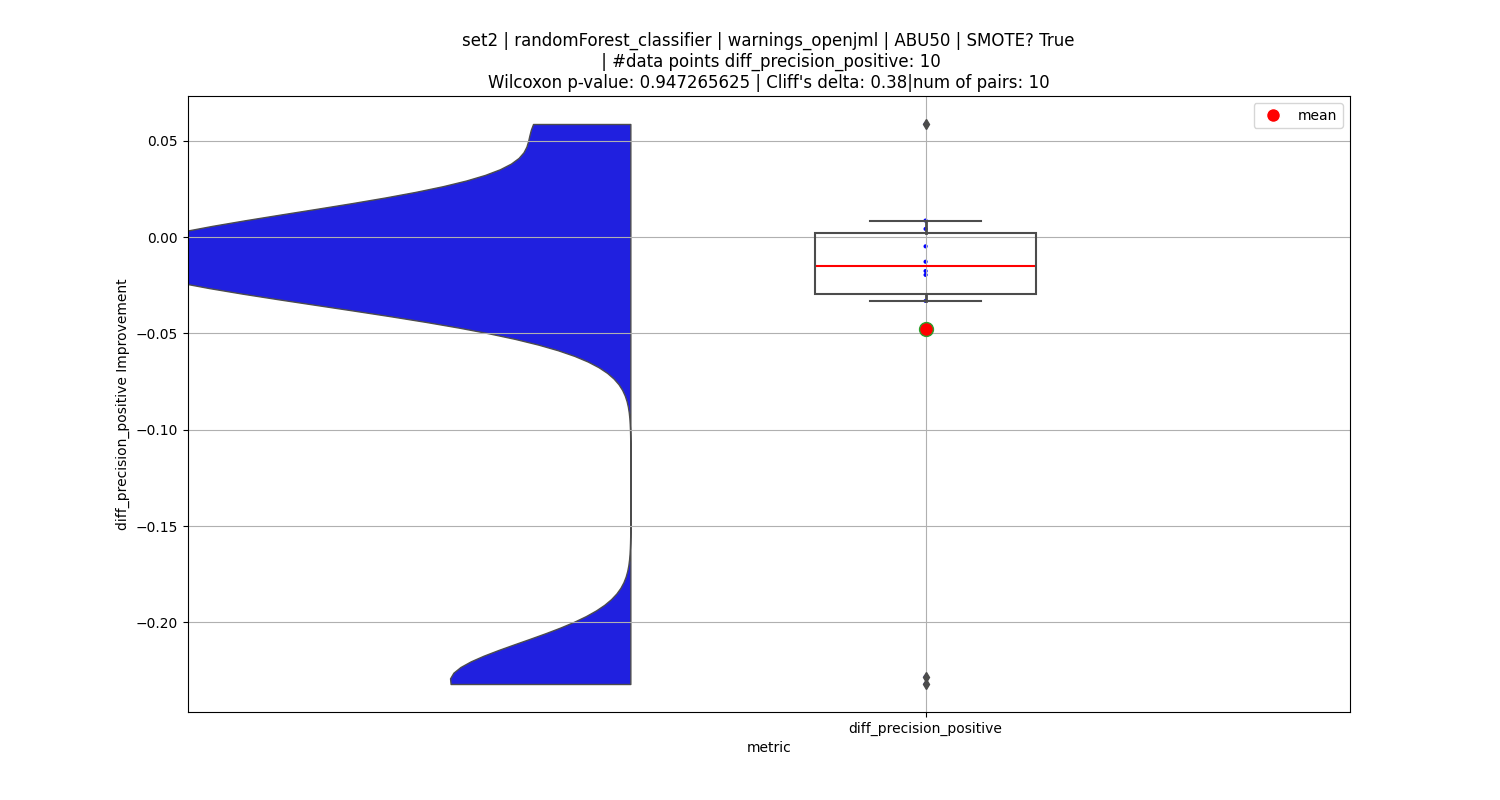 set2 | randomForest_classifier | warnings_openjml | ABU50 | SMOTE? True
| #data points diff_precision_positive: 10
Wilcoxon p-value: 0.947265625 | Cliff's delta: 0.38|num of pairs: 10
mean
0.05
0.00
−0.05
−0.10
−0.15
−0.20
diff_precision_positive Improvement
diff_precision_positive
metric